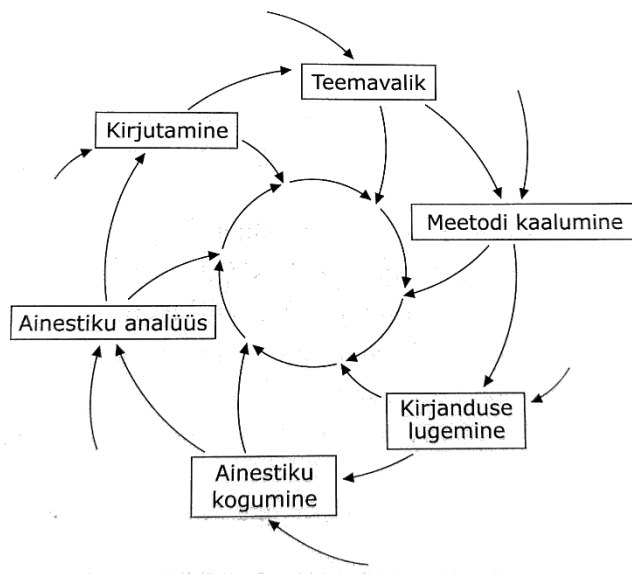 Teemavalik
Meetodi kaalumine
Kirjanduse
lugemine
Ainestiku
kogumine
Ainestiku analüüs
Kirjutamine